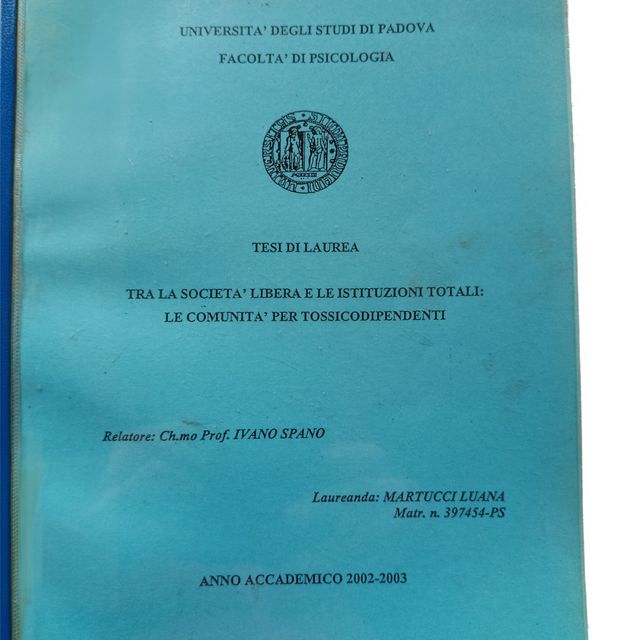 UNIVERSITA' DEGLI STUDI DI PADOVA
FACOLTA' DI PSICOLOGIA
TESI DI LAUREA
TRA LA SOCIETA' LIBERA E LE ISTITUZIONI TOTALI:
LE COMUNITA' PER TOSSICODIPENDENTI
Relatore: Ch.mo Prof. IVANO SPANO
Laureanda: MARTUCCI LUANA
Matr. n. 397454-PS
ANNO ACCADEMICO 2002-2003